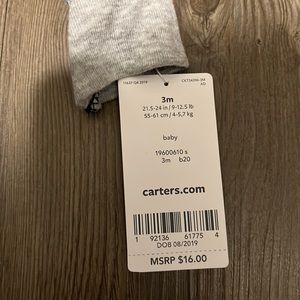 3m
21.5-24 in / 9-12.5 lb
55-61 cm / 4-5,7 kg
baby
19600610 s
3m b20
carters.com
1 92136 61775 4
DOB 08/2019
MSRP $16.00